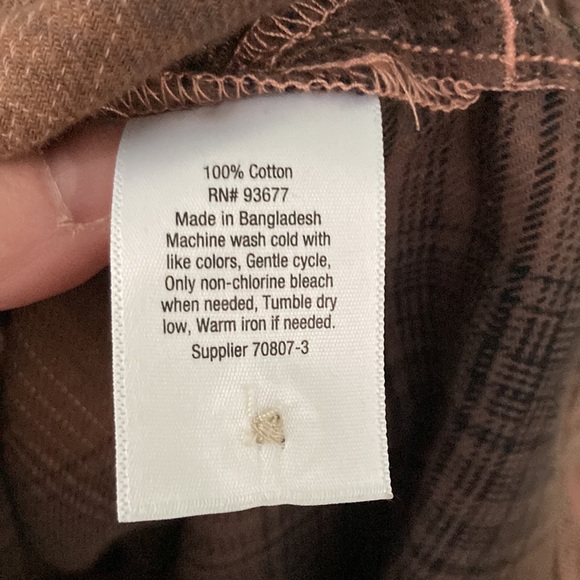 100% Cotton
RN# 93677
Made in Bangladesh
Machine wash cold with
like colors, Gentle cycle,
Only non-chlorine bleach
when needed, Tumble dry
low, Warm iron if needed.
Supplier 70807-3